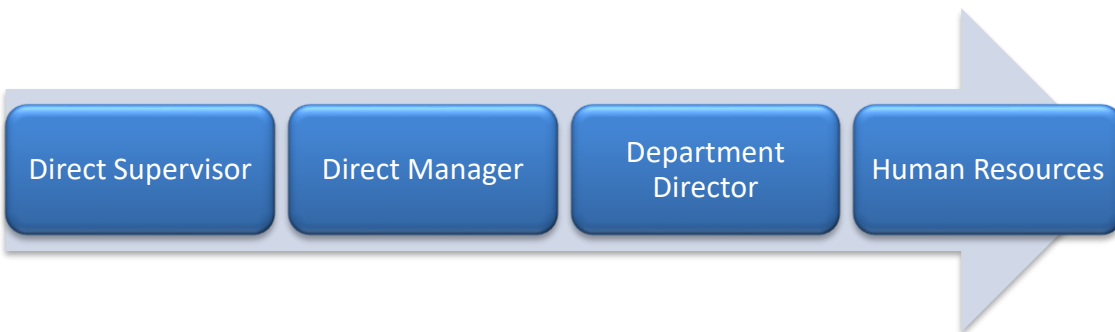 Direct Supervisor
Direct Manager
Department
Director
Human Resources